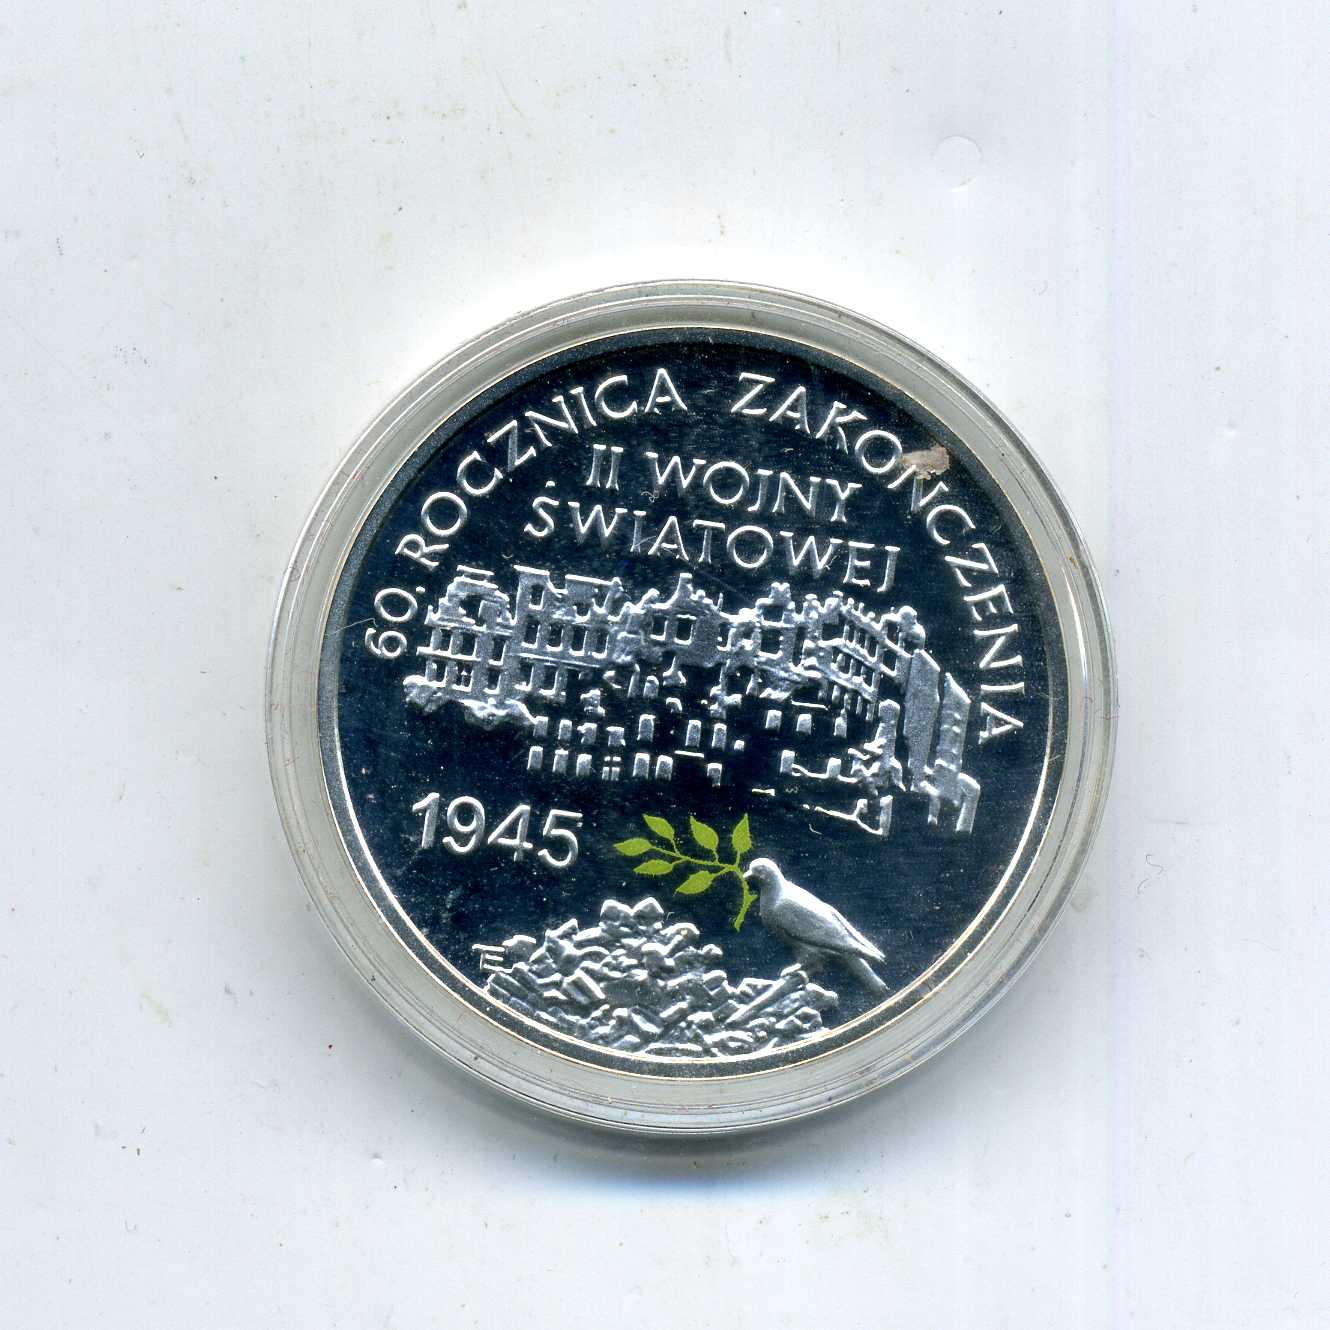 60. ROCZNICA ZAKOŃCZENIA
II WOJNY
ŚWIATOWEJ
1945